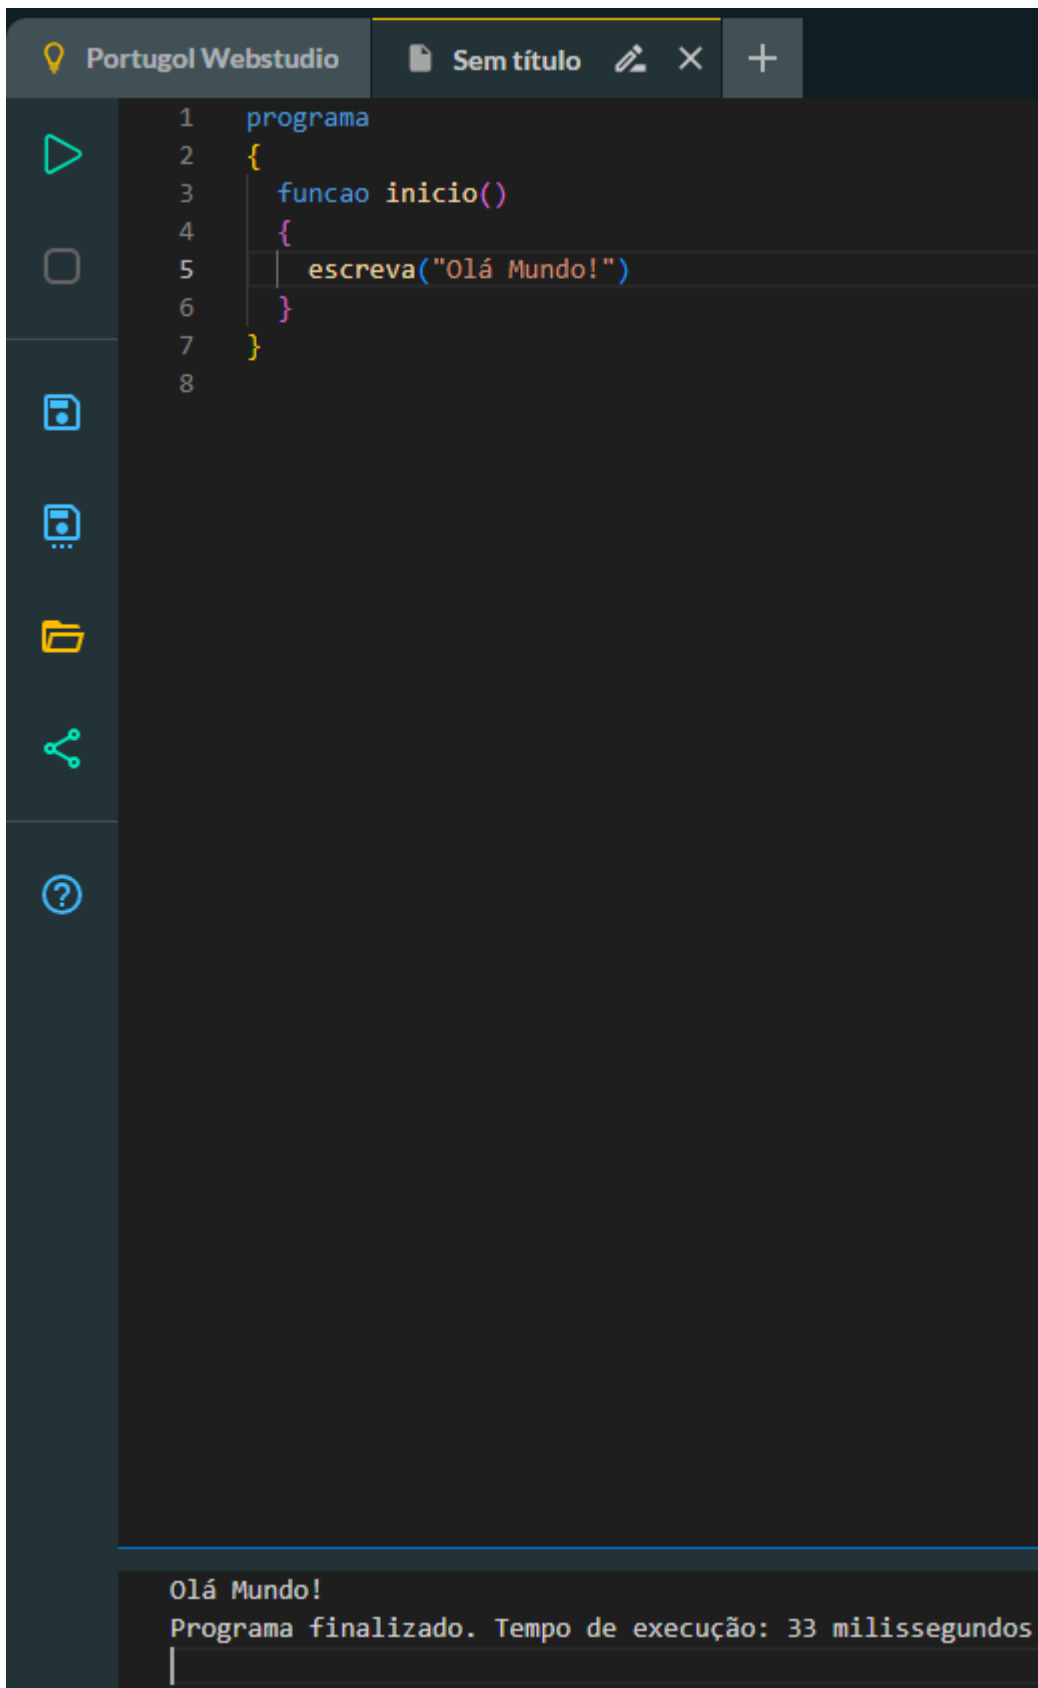 Portugol Webstudio
Sem título
1 programa
2 {
3 funcao inicio()
4 {
5 escreva("Olá Mundo!")
6 }
7 }
8
Olá Mundo!
Programa finalizado. Tempo de execução: 33 milissegundos